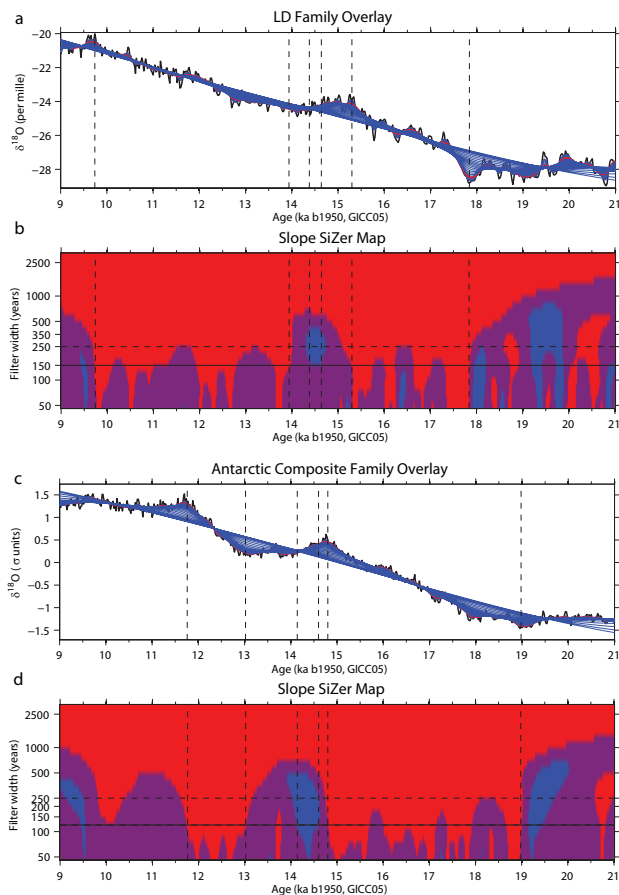 a
LD Family Overlay
δ¹⁸O (per mille)
−20
−22
−24
−26
−28
9 10 11 12 13 14 15 16 17 18 19 20 21
Age (ka b1950, GICC05)
b
Slope SiZer Map
Filter width (years)
2500
1000
500
350
250
150
100
50
9 10 11 12 13 14 15 16 17 18 19 20 21
Age (ka b1950, GICC05)
c
Antarctic Composite Family Overlay
δ¹⁸O ( σ units)
1.5
1
0.5
0
−0.5
−1
−1.5
9 10 11 12 13 14 15 16 17 18 19 20 21
Age (ka b1950, GICC05)
d
Slope SiZer Map
Filter width (years)
2500
1000
500
250
200
150
100
50
9 10 11 12 13 14 15 16 17 18 19 20 21
Age (ka b1950, GICC05)